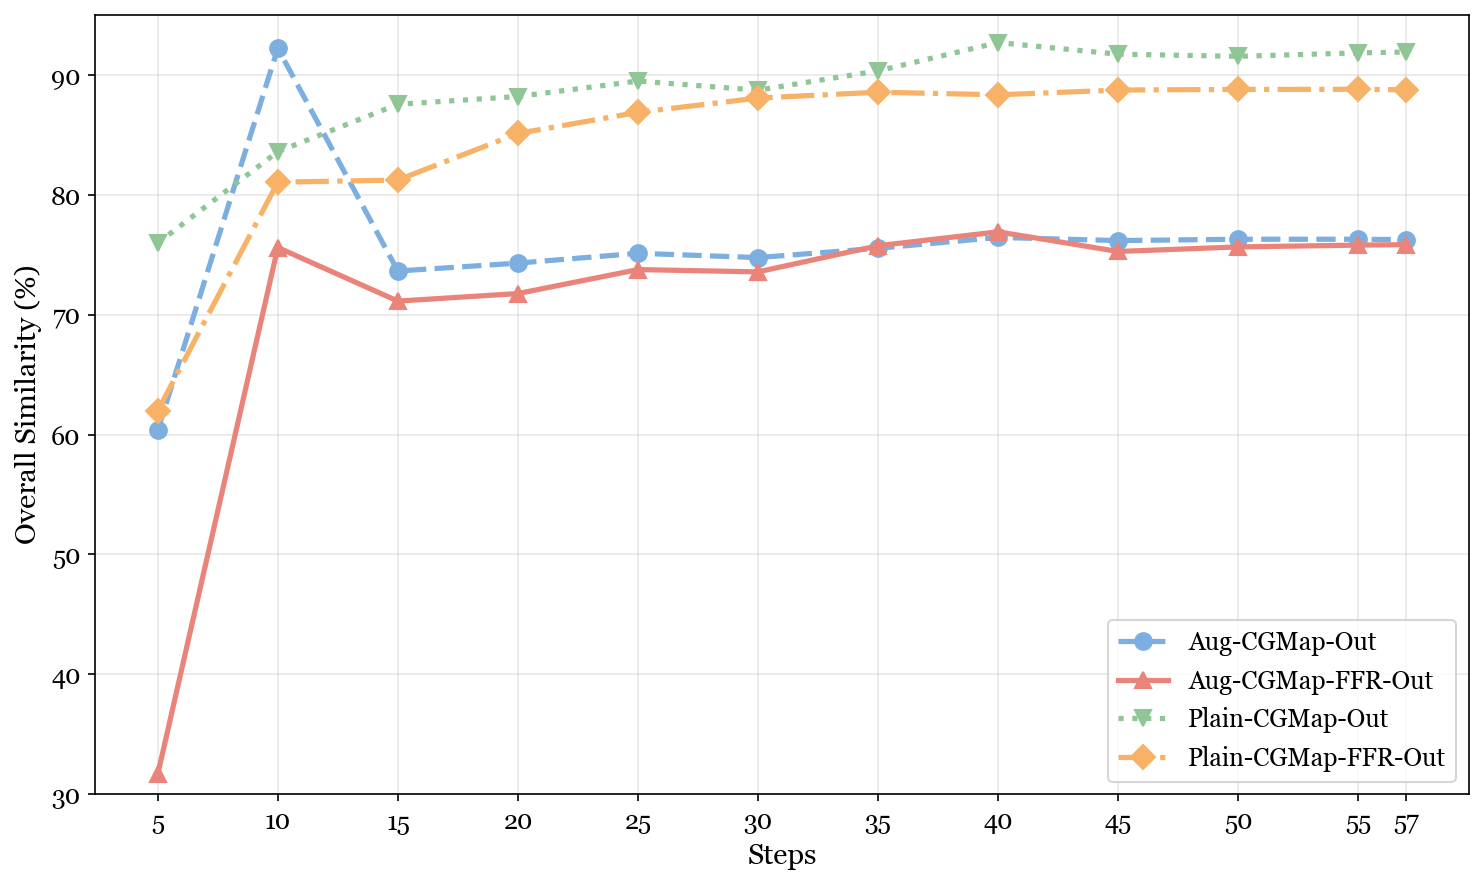 Overall Similarity (%)
90
80
70
60
50
40
30
5 10 15 20 25 30 35 40 45 50 55 57
Steps
Aug-CGMap-Out
Aug-CGMap-FFR-Out
Plain-CGMap-Out
Plain-CGMap-FFR-Out